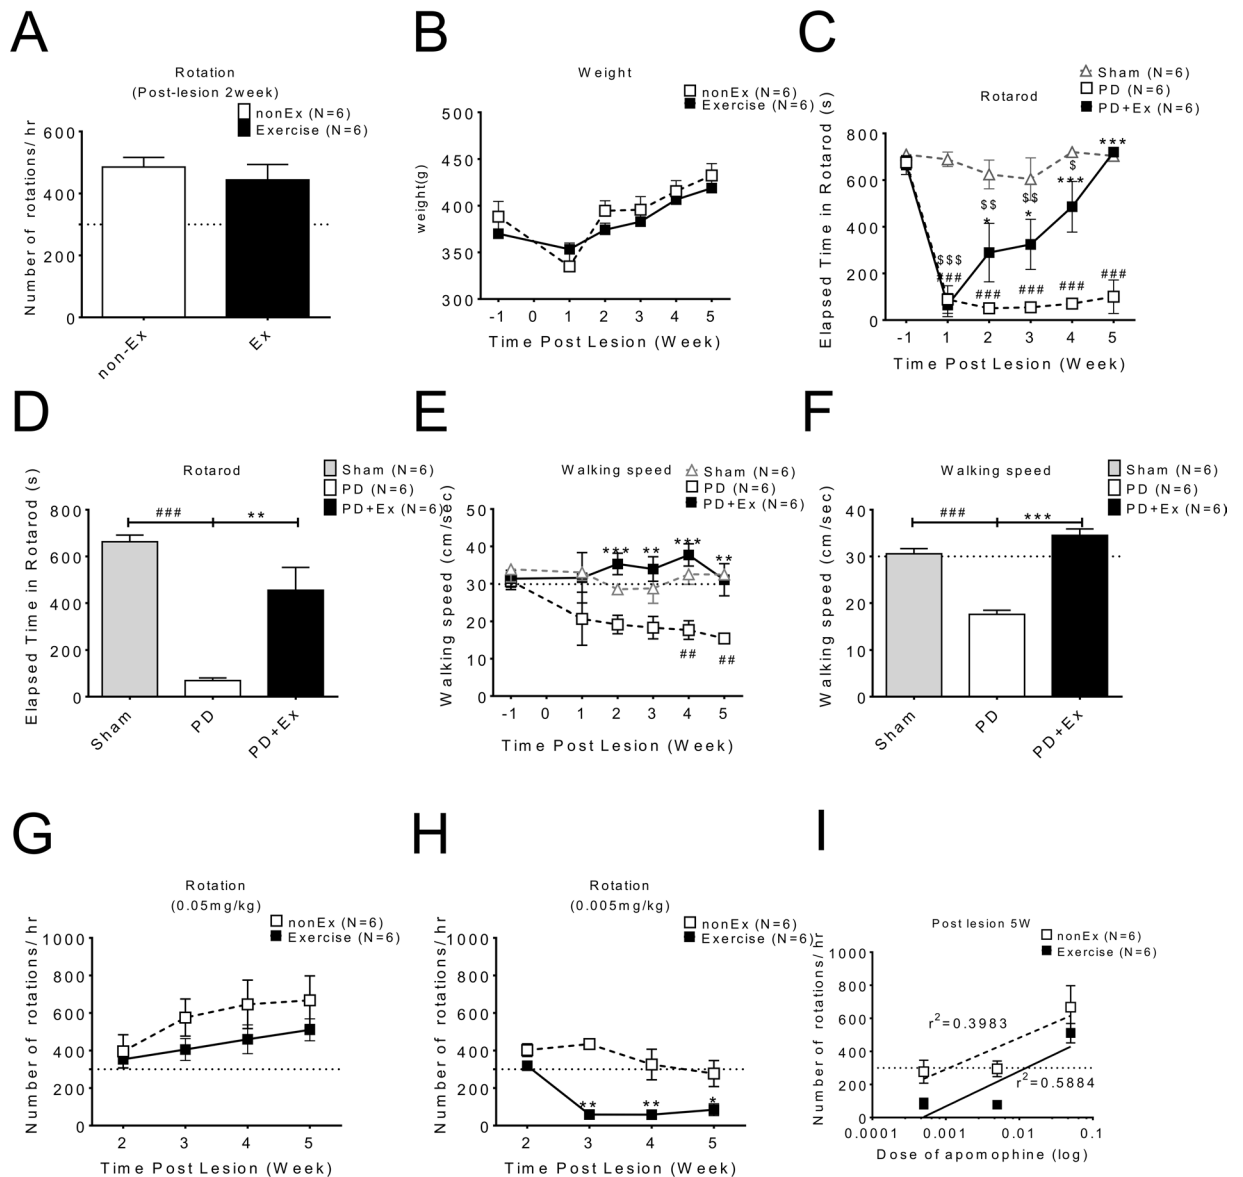 A
Rotation
(Post-lesion 2week)
nonEx (N=6)
Exercise (N=6)
Number of rotations/hr
600
400
200
0
non-Ex
Ex
B
Weight
nonEx (N=6)
Exercise (N=6)
weight(g)
500
450
400
350
300
-1 0 1 2 3 4 5
Time Post Lesion (Week)
C
Rotarod
Sham (N=6)
PD (N=6)
PD+Ex (N=6)
Elapsed Time in Rotarod (s)
800
600
400
200
0
***
$
***
$$ $$
* *
$$$
### ### ### ### ###
-1 1 2 3 4 5
Time Post Lesion (Week)
D
Rotarod
Sham (N=6)
PD (N=6)
PD+Ex (N=6)
Elapsed Time in Rotarod (s)
800
600
400
200
0
### **
Sham
PD
PD+Ex
E
Walking speed
Sham (N=6)
PD (N=6)
PD+Ex (N=6)
Walking speed (cm/sec)
50
40
30
20
10
0
*** ** *** **
## ##
-1 0 1 2 3 4 5
Time Post Lesion (Week)
F
Walking speed
Sham (N=6)
PD (N=6)
PD+Ex (N=6)
Walking speed (cm/sec)
40
30
20
10
0
### ***
Sham
PD
PD+Ex
G
Rotation
(0.05mg/kg)
nonEx (N=6)
Exercise (N=6)
Number of rotations/hr
1000
800
600
400
200
0
2 3 4 5
Time Post Lesion (Week)
H
Rotation
(0.005mg/kg)
nonEx (N=6)
Exercise (N=6)
Number of rotations/hr
1000
800
600
400
200
0
** ** *
2 3 4 5
Time Post Lesion (Week)
I
Post lesion 5W
nonEx (N=6)
Exercise (N=6)
Number of rotations/hr
1000
800
600
400
200
0
r²=0.3983
r²=0.5884
0.0001 0.001 0.01 0.1
Dose of apomophine (log)